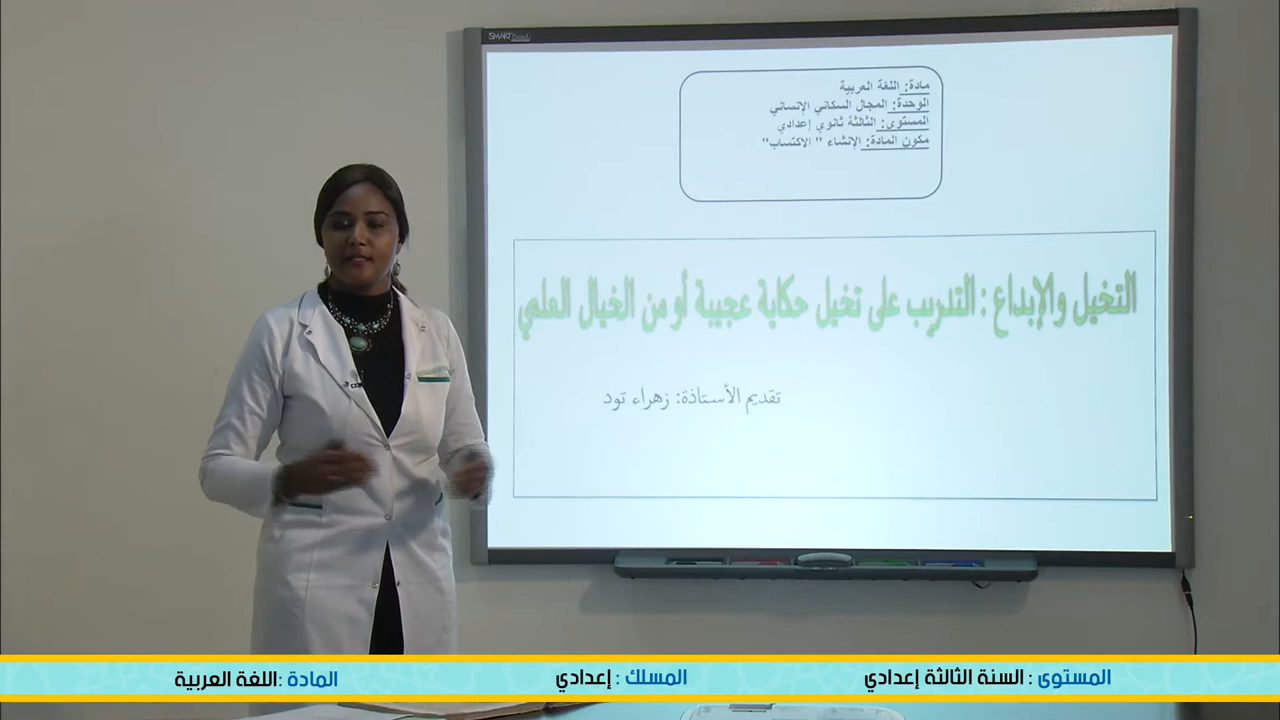 SMART
مادة: اللغة العربية
الوحدة: المجال السكاني الإنساني
المستوى: الثالثة ثانوي إعدادي
مكون المادة: الإنشاء " الاكتساب"
التخيل والإبداع : التدريب على تخيل حكاية عجيبة أو من الخيال العلمي
تقديم الأستاذة: زهراء تود
المستوى : السنة الثالثة إعدادي
المسلك : إعدادي
المادة :اللغة العربية